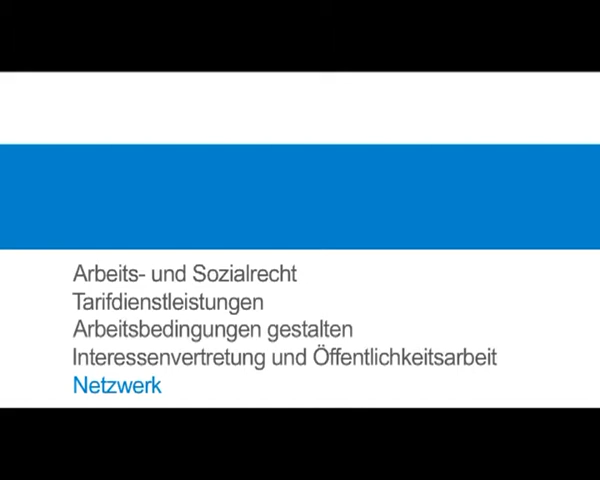 Arbeits- und Sozialrecht
Tarifdienstleistungen
Arbeitsbedingungen gestalten
Interessenvertretung und Öffentlichkeitsarbeit
Netzwerk